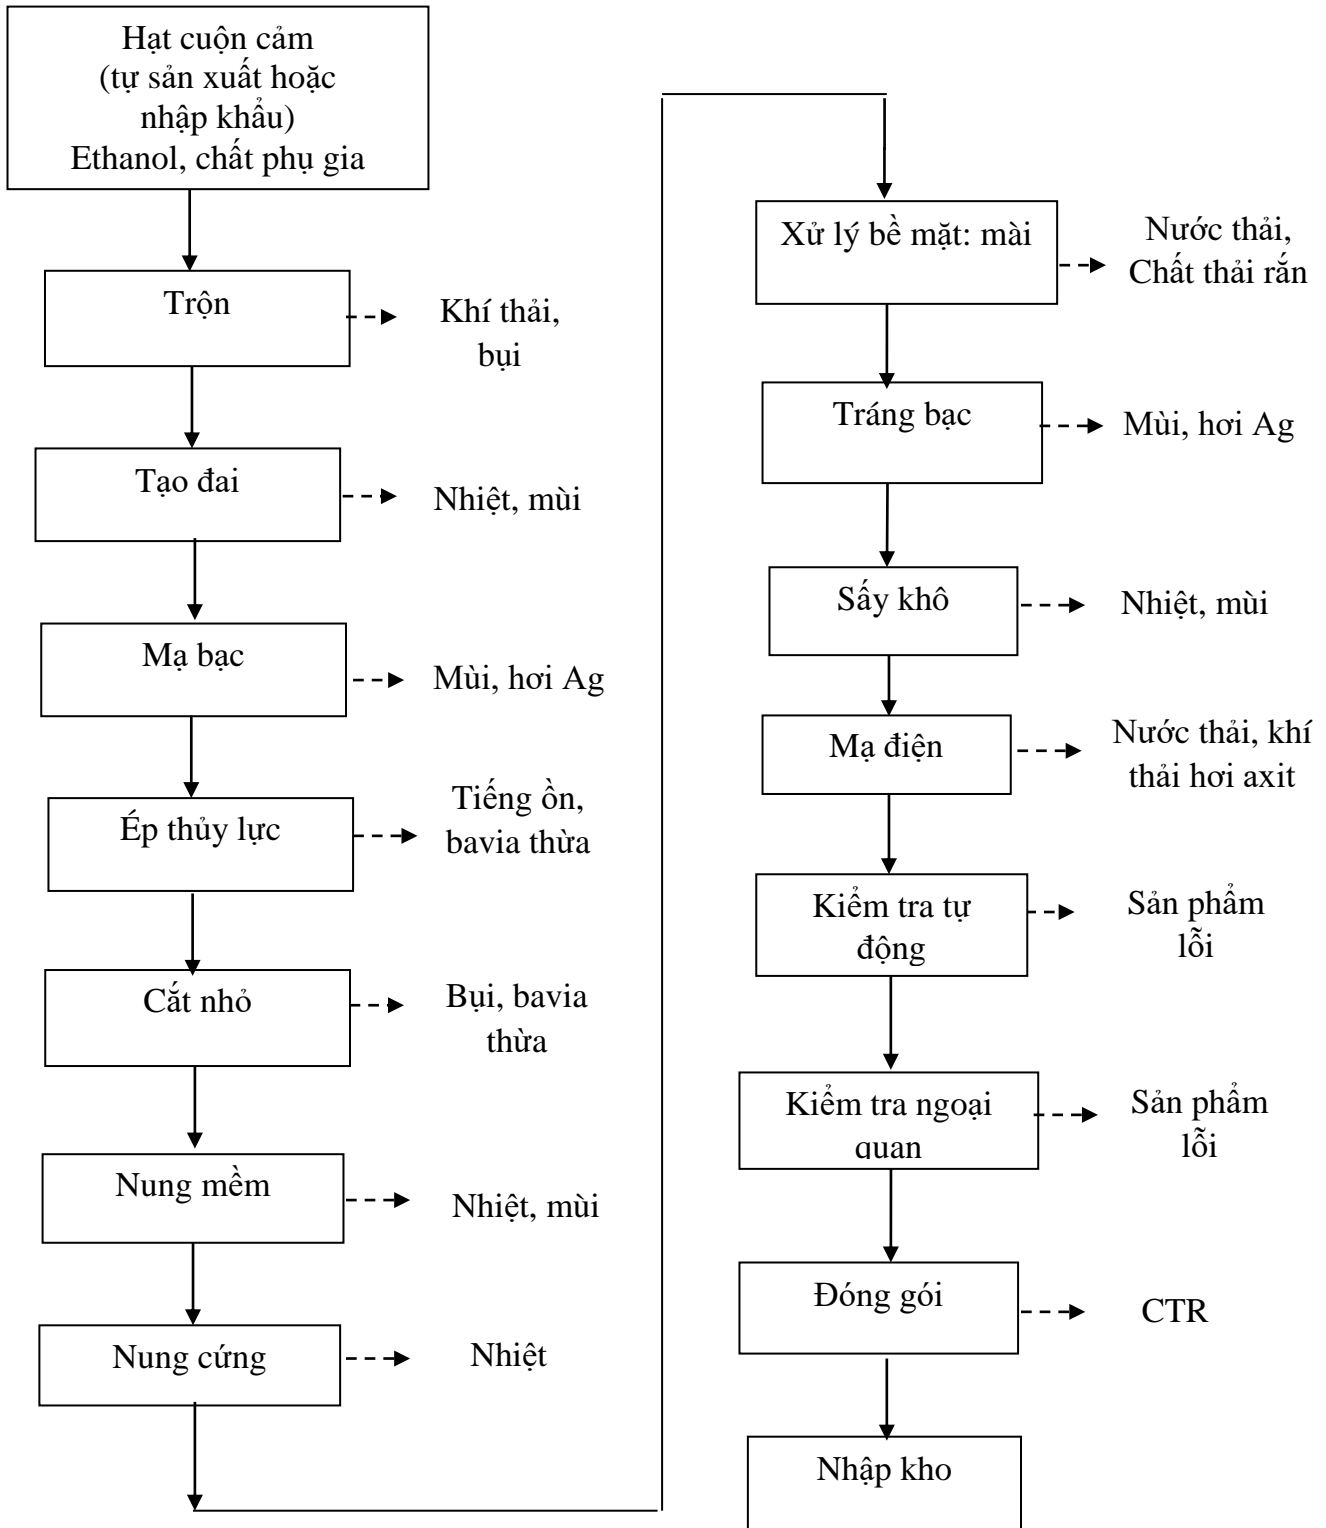 Hạt cuộn cảm
(tự sản xuất hoặc
nhập khẩu)
Ethanol, chất phụ gia
Trộn
Khí thải,
bụi
Tạo đai
Nhiệt, mùi
Mạ bạc
Mùi, hơi Ag
Ép thủy lực
Tiếng ồn,
bavia thừa
Cắt nhỏ
Bụi, bavia
thừa
Nung mềm
Nhiệt, mùi
Nung cứng
Nhiệt
Xử lý bề mặt: mài
Nước thải,
Chất thải rắn
Tráng bạc
Mùi, hơi Ag
Sấy khô
Nhiệt, mùi
Mạ điện
Nước thải, khí
thải hơi axit
Kiểm tra tự
động
Sản phẩm
lỗi
Kiểm tra ngoại
quan
Sản phẩm
lỗi
Đóng gói
CTR
Nhập kho